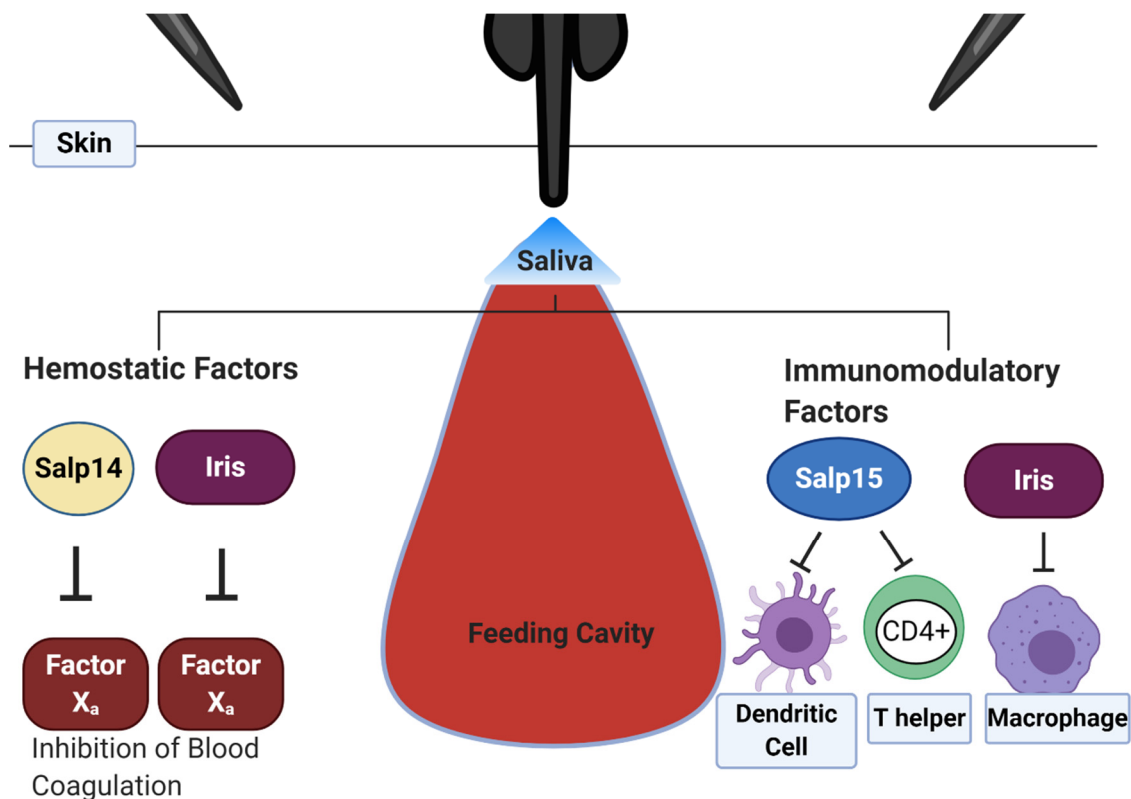 Skin
Saliva
Hemostatic Factors
Salp14
Iris
Factor
Xₐ
Factor
Xₐ
Inhibition of Blood
Coagulation
Feeding Cavity
Immunomodulatory
Factors
Salp15
Iris
CD4+
Dendritic
Cell
T helper
Macrophage